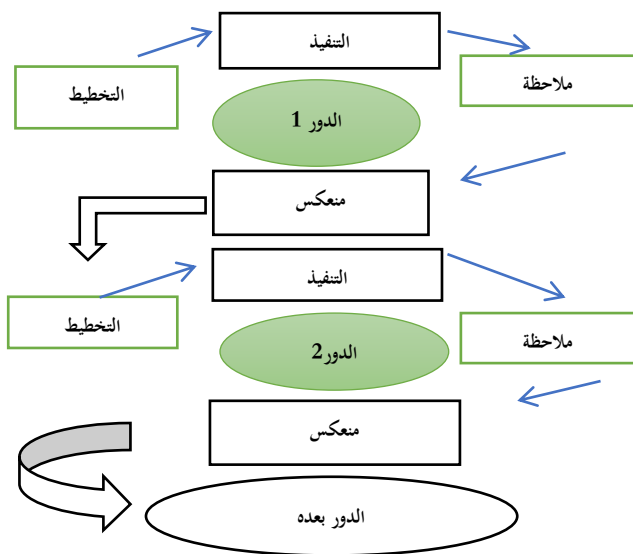 التنفيذ
ملاحظة
التخطيط
الدور 1
منعكس
التنفيذ
ملاحظة
التخطيط
الدور2
منعكس
الدور بعده